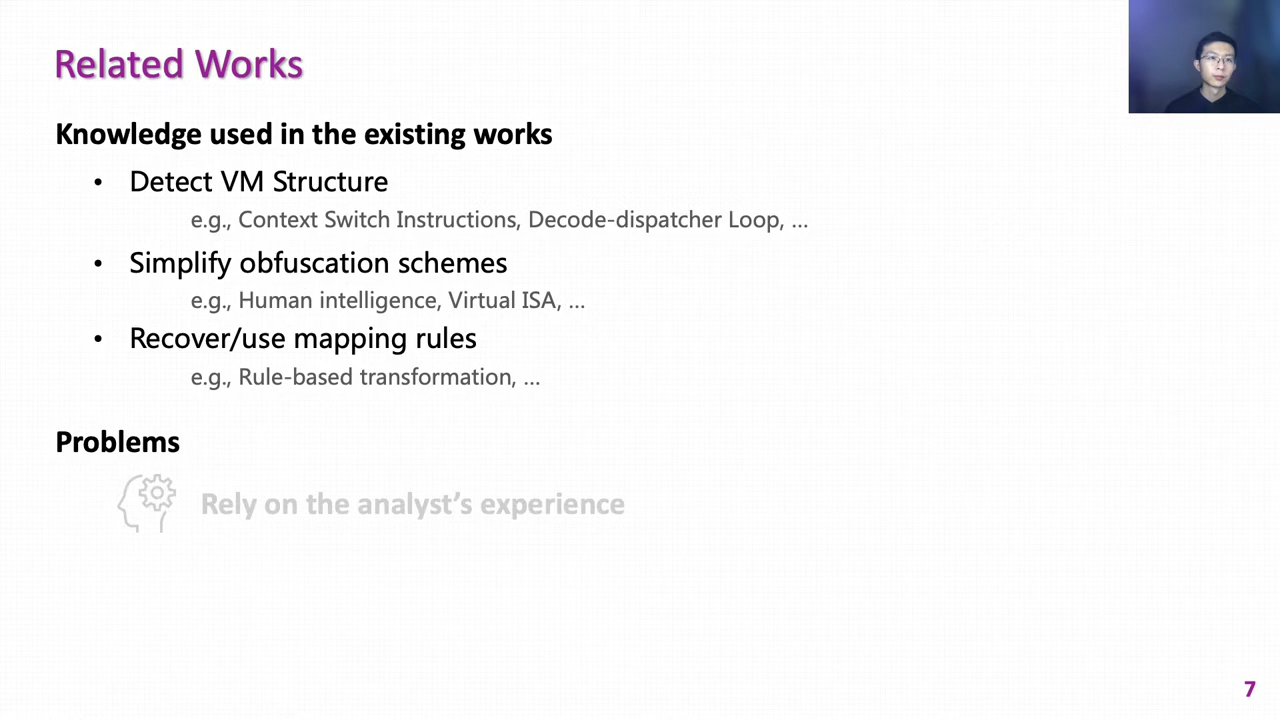 Related Works
Knowledge used in the existing works
• Detect VM Structure
e.g., Context Switch Instructions, Decode-dispatcher Loop, ...
• Simplify obfuscation schemes
e.g., Human intelligence, Virtual ISA, ...
• Recover/use mapping rules
e.g., Rule-based transformation, ...
Problems
Rely on the analyst’s experience
7